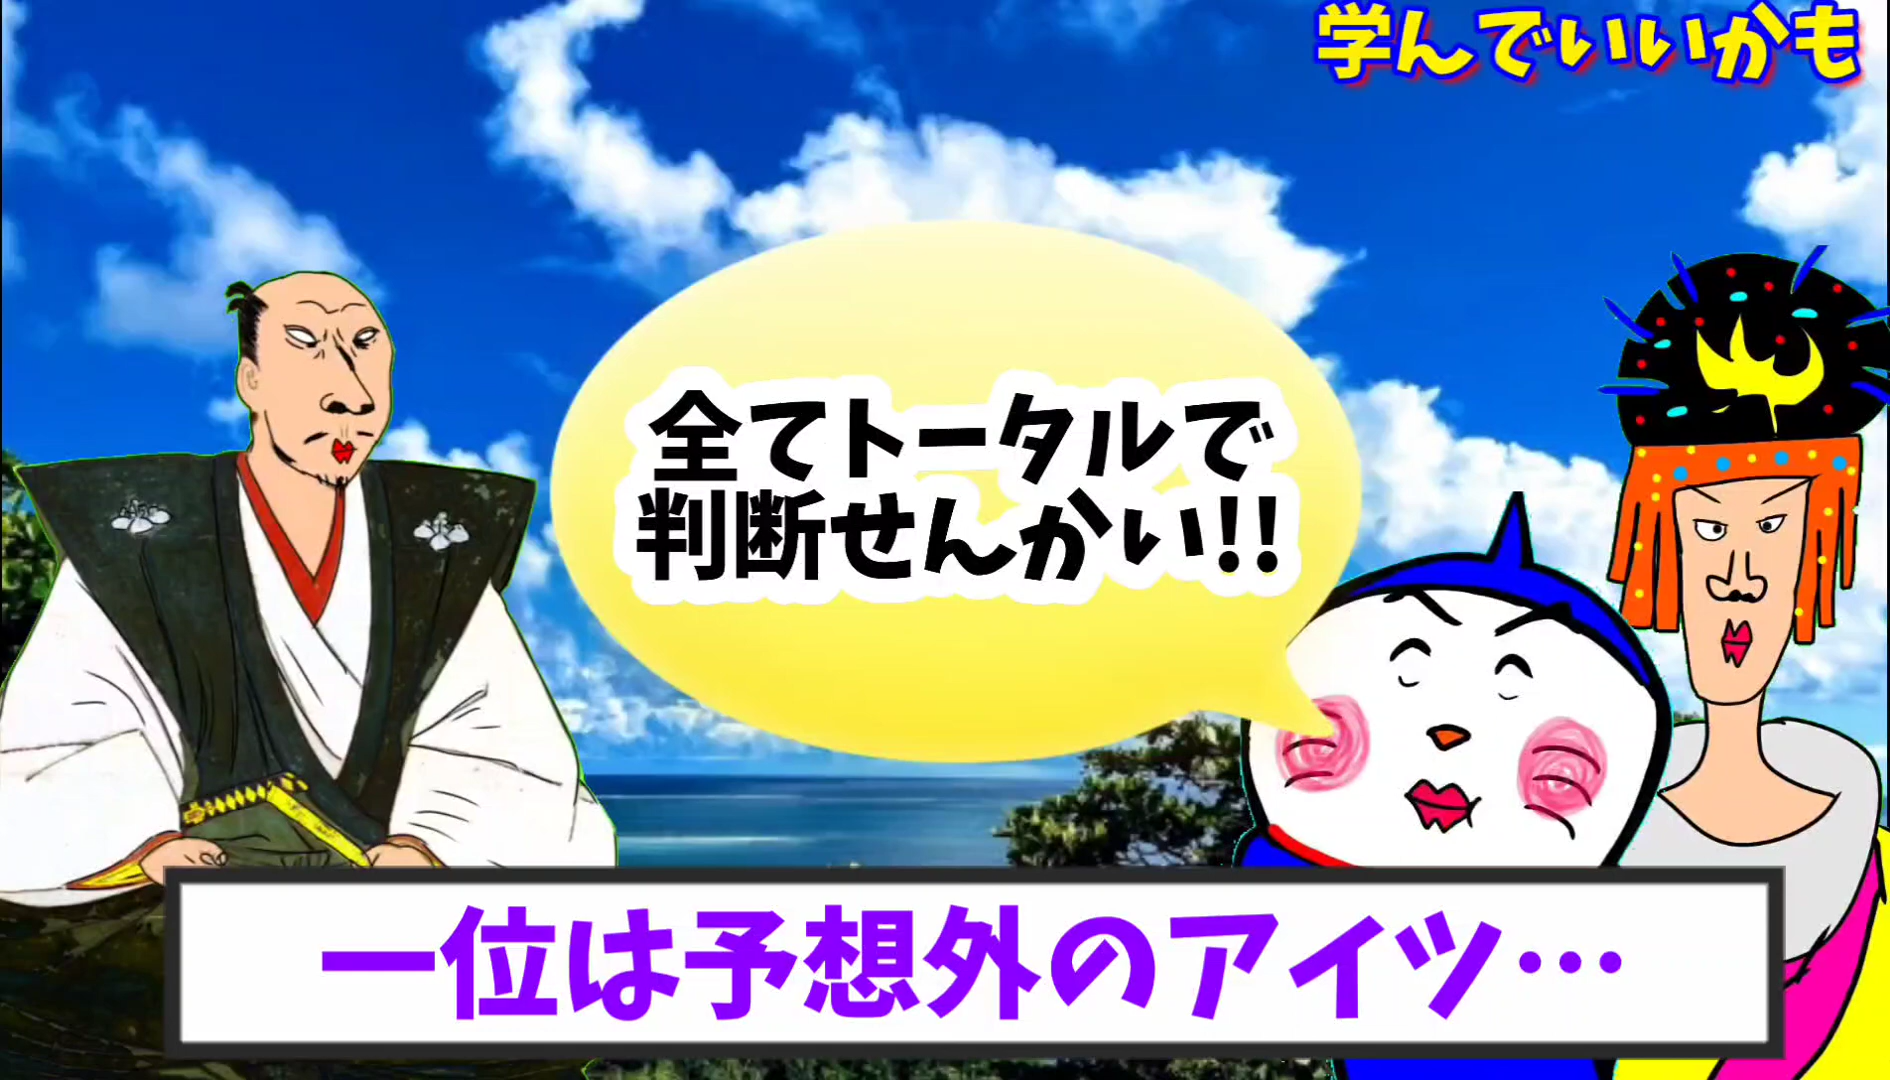 学んでいいかも
全てトータルで
判断せんかい!!
一位は予想外のアイツ…